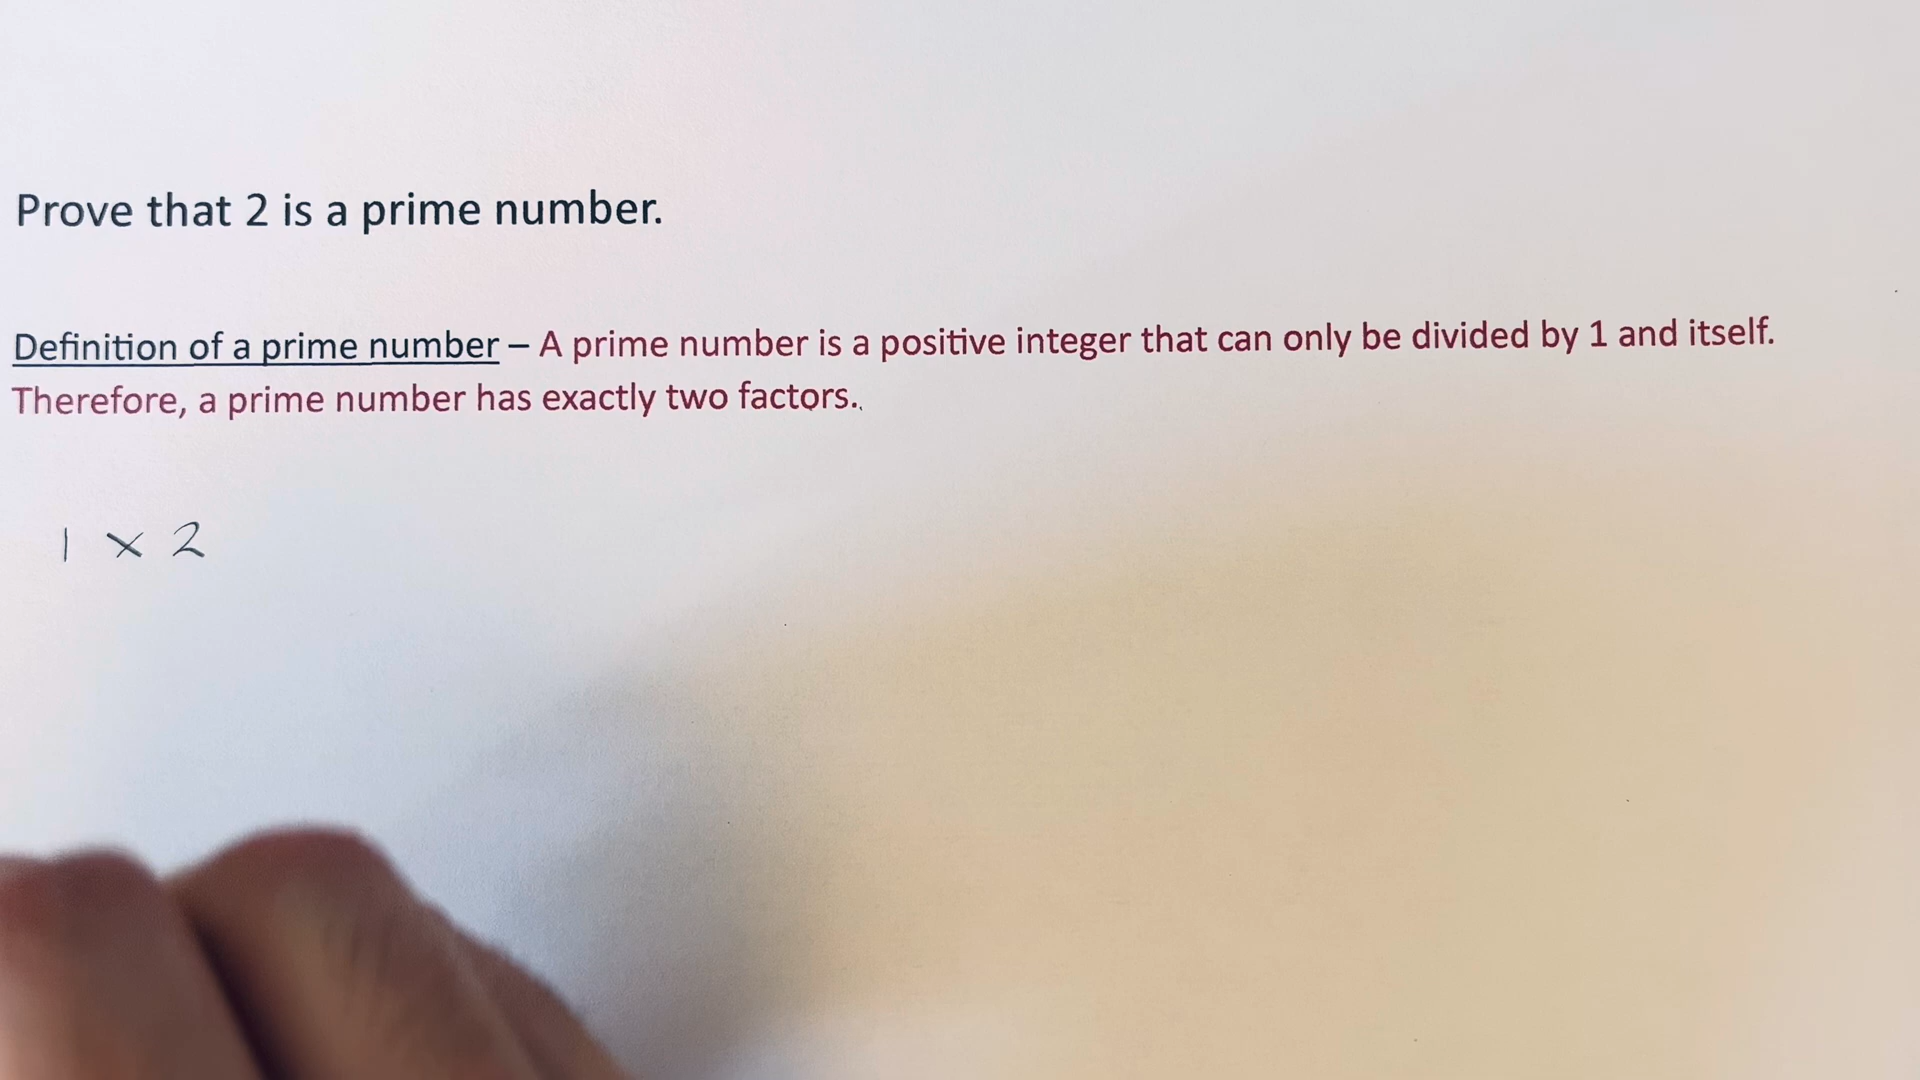 Prove that 2 is a prime number.
Definition of a prime number – A prime number is a positive integer that can only be divided by 1 and itself.
Therefore, a prime number has exactly two factors..
1 × 2